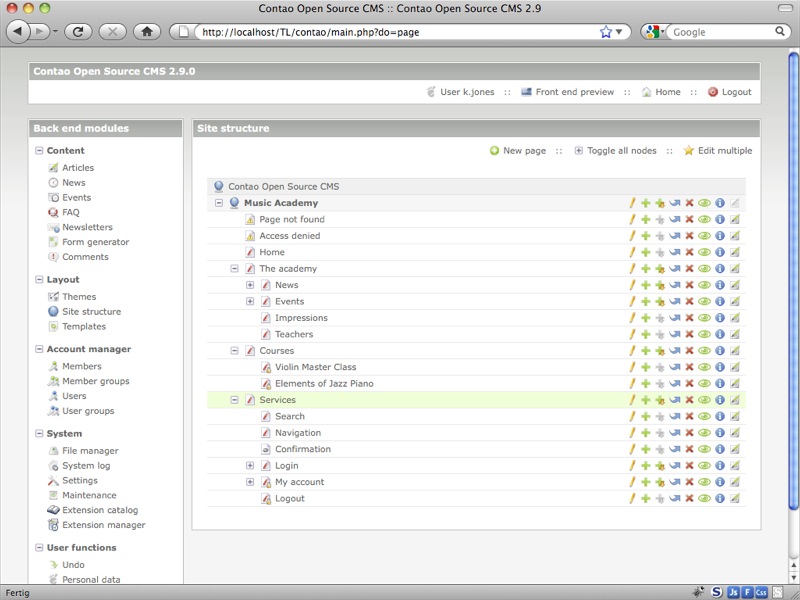 Contao Open Source CMS :: Contao Open Source CMS 2.9
http://localhost/TL/contao/main.php?do=page
Google
Contao Open Source CMS 2.9.0
User k.jones :: Front end preview :: Home :: Logout
Back end modules
Content
Articles
News
Events
FAQ
Newsletters
Form generator
Comments
Layout
Themes
Site structure
Templates
Account manager
Members
Member groups
Users
User groups
System
File manager
System log
Settings
Maintenance
Extension catalog
Extension manager
User functions
Undo
Personal data
Site structure
New page :: Toggle all nodes :: Edit multiple
Contao Open Source CMS
Music Academy
Page not found
Access denied
Home
The academy
News
Events
Impressions
Teachers
Courses
Violin Master Class
Elements of Jazz Piano
Services
Search
Navigation
Confirmation
Login
My account
Logout
Fertig
S Js F Css